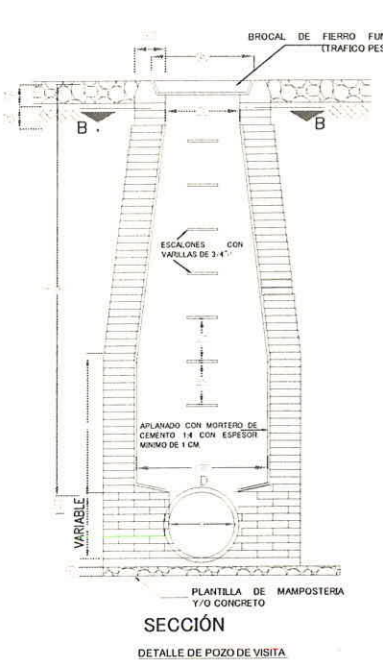 BROCAL DE FIERRO FUN
(TRAFICO PES
B
B
ESCALONES CON
VARILLAS DE 3/4"
APLANADO CON MORTERO DE
CEMENTO 1:4 CON ESPESOR
MINIMO DE 1 CM.
D
VARIABLE
PLANTILLA DE MAMPOSTERIA
Y/O CONCRETO
SECCIÓN
DETALLE DE POZO DE VISITA